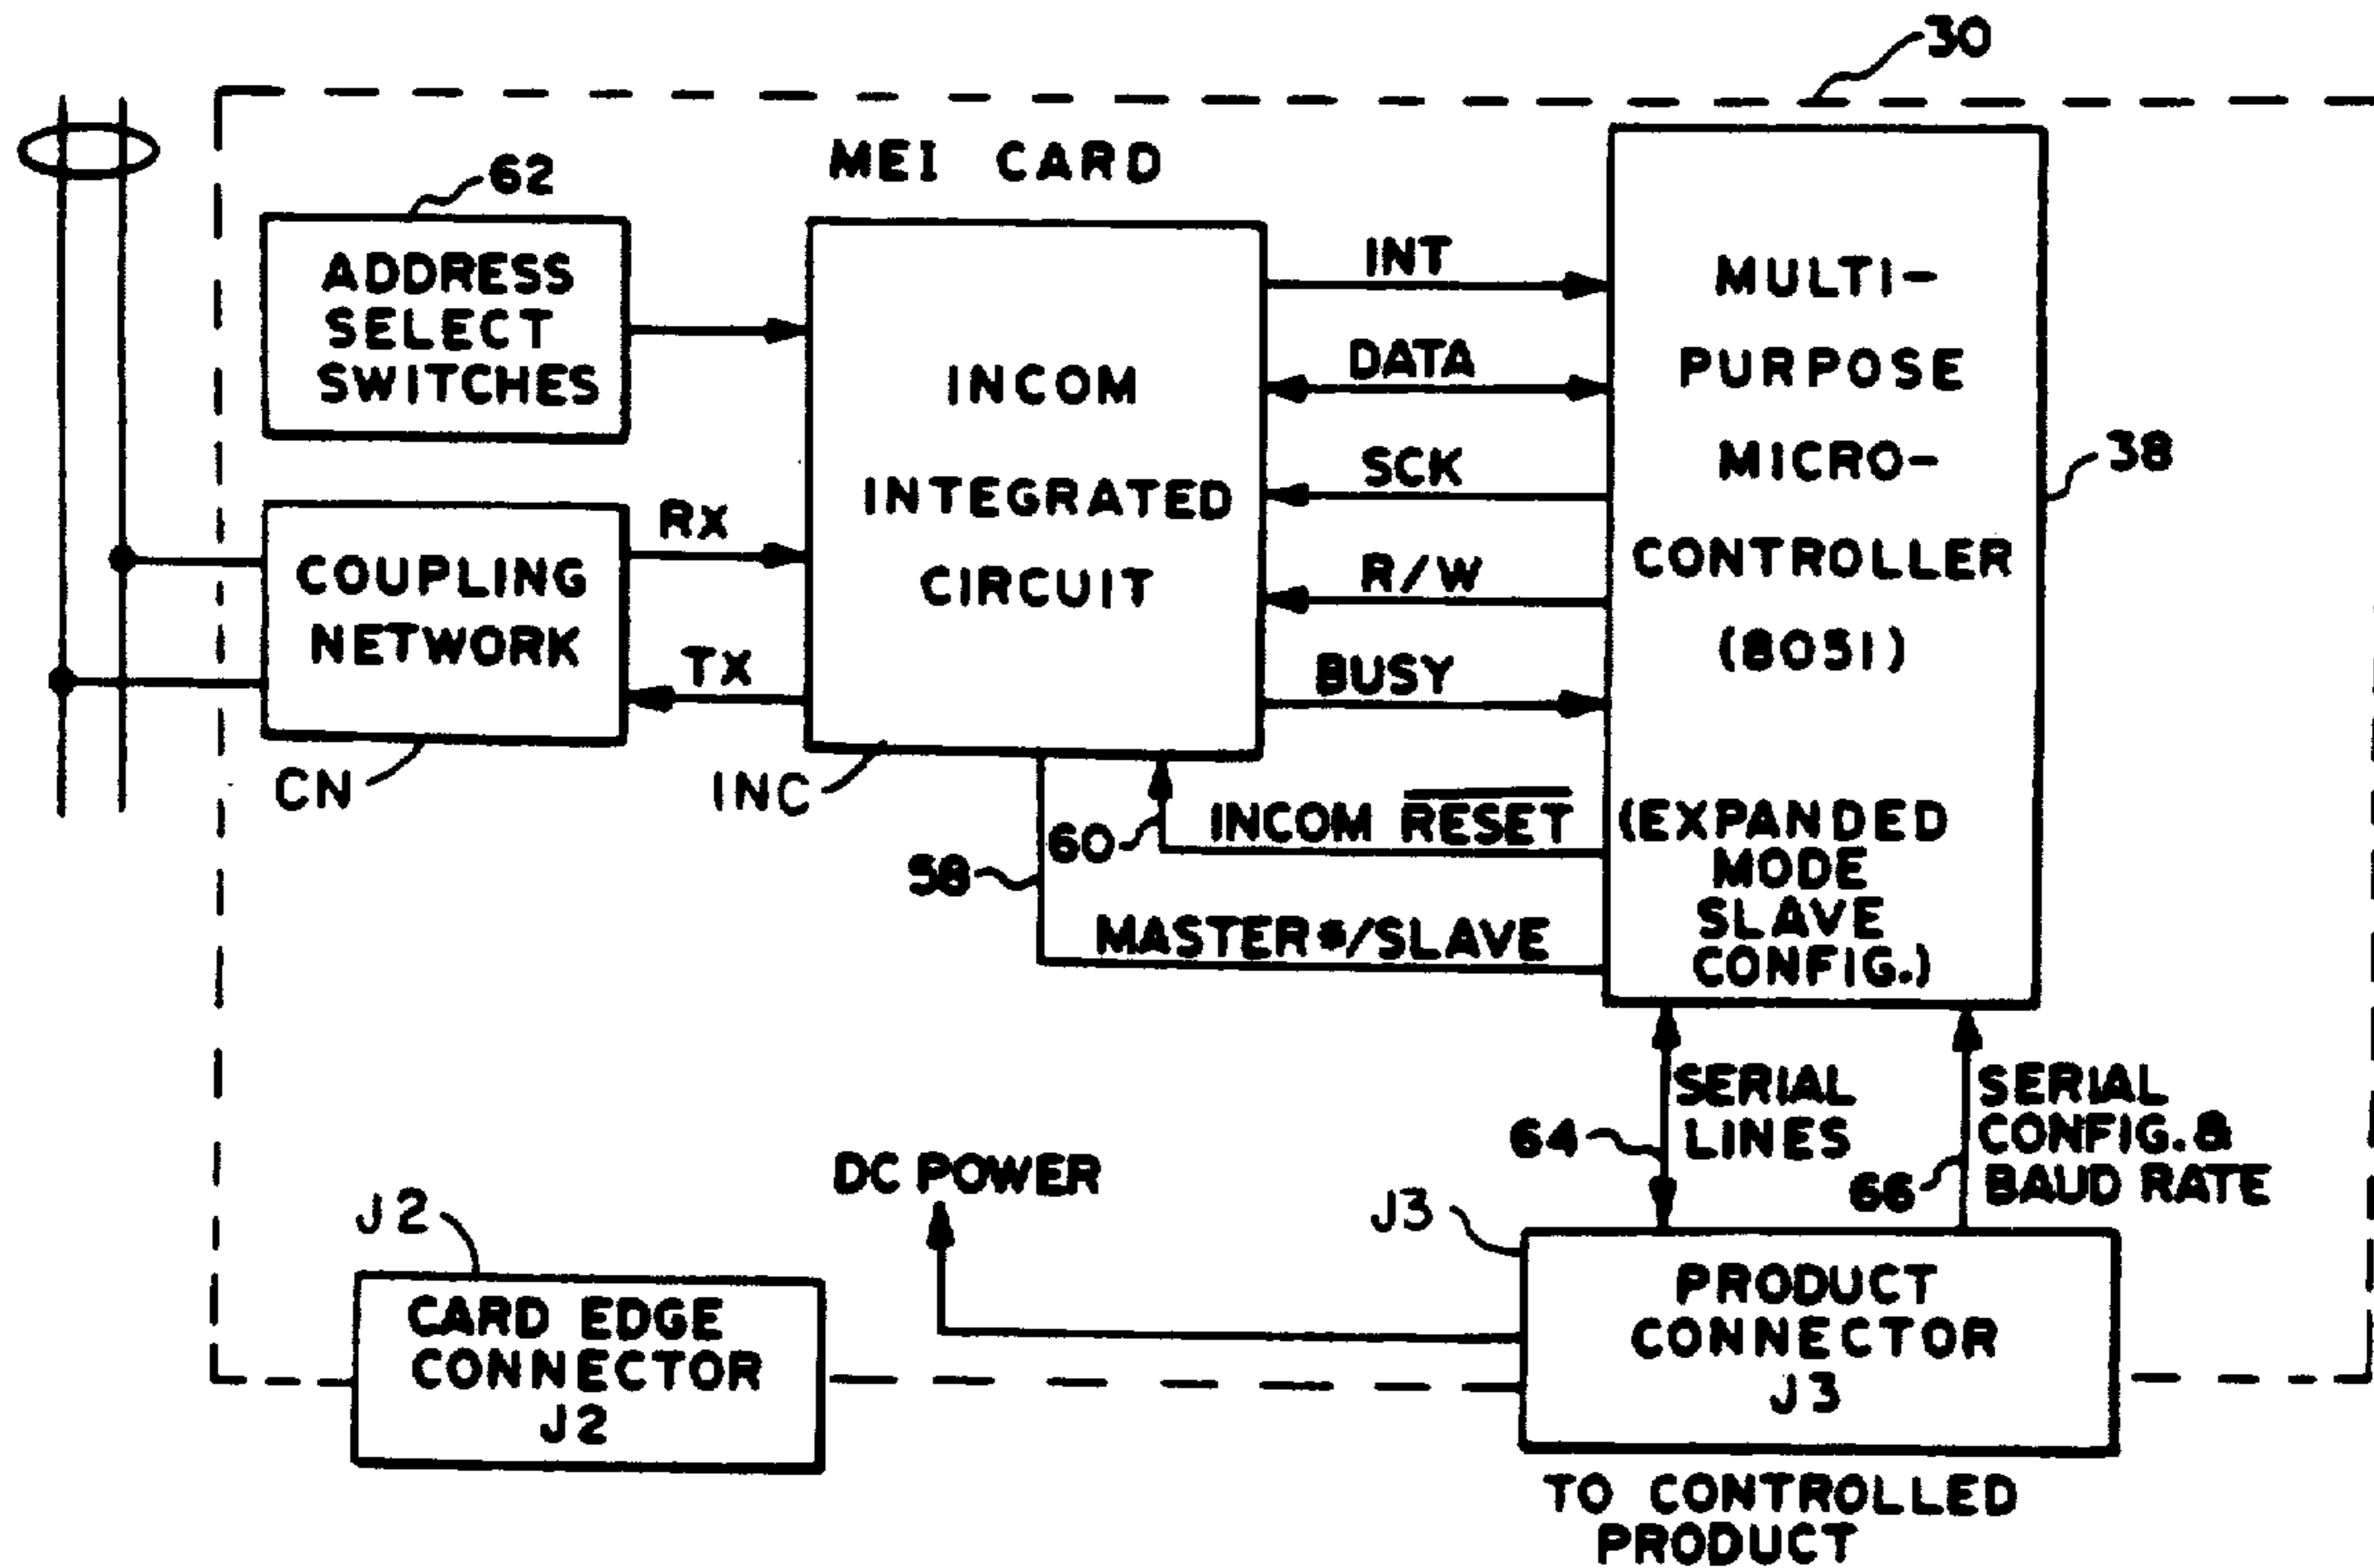 30
MEI CARD
62
ADDRESS
SELECT
SWITCHES
INCOM
INTEGRATED
CIRCUIT
INT
DATA
SCK
R/W
BUSY
MULTI-
PURPOSE
MICRO-
CONTROLLER
(8051)
(EXPANDED
MODE
SLAVE
CONFIG.)
38
RX
TX
COUPLING
NETWORK
CN
INC
60
INCOM RESET
58
MASTER*/SLAVE
64
SERIAL
LINES
66
SERIAL
CONFIG. &
BAUD RATE
DC POWER
J2
CARD EDGE
CONNECTOR
J2
J3
PRODUCT
CONNECTOR
J3
TO CONTROLLED
PRODUCT